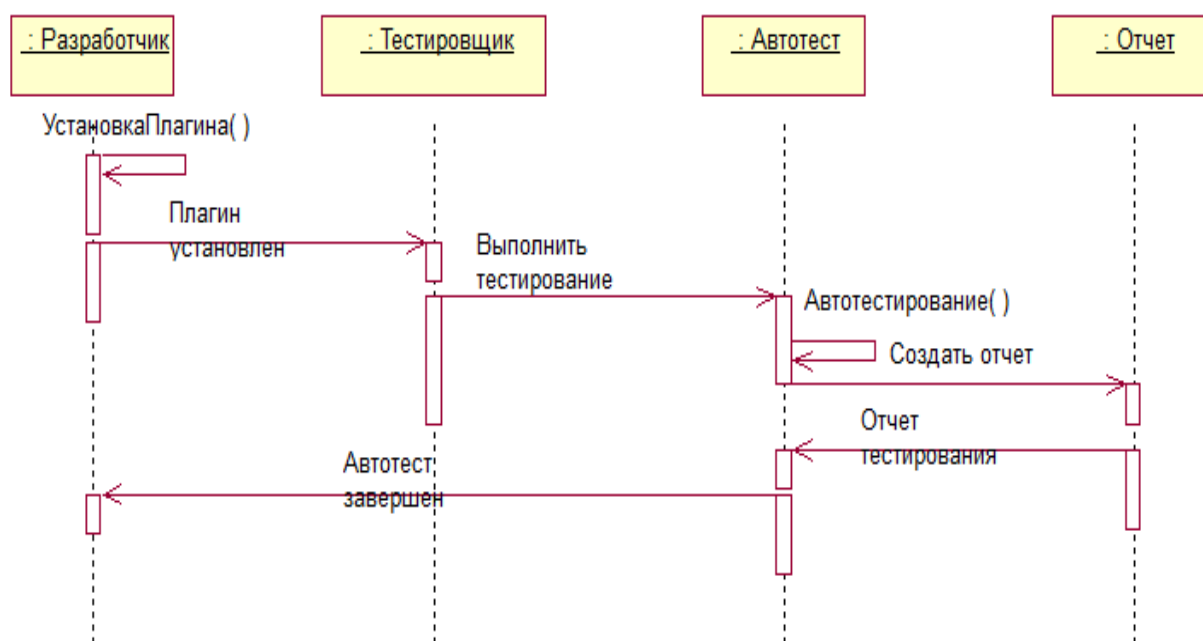 : Разработчик
: Тестировщик
: Автотест
: Отчет
УстановкаПлагина( )
Плагин
установлен
Выполнить
тестирование
Автотестирование( )
Создать отчет
Отчет
тестирования
Автотест
завершен